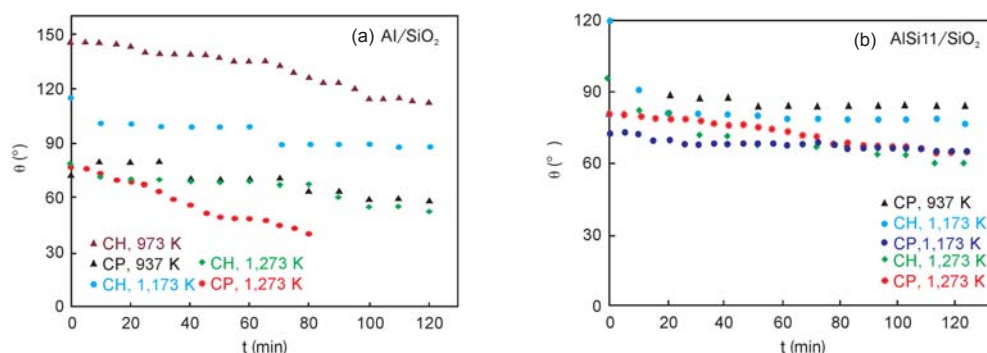 (a) Al/SiO₂
150
120
90
60
30
0
θ (°)
CH, 973 K
CP, 937 K
CH, 1,273 K
CH, 1,173 K
CP, 1,273 K
0 20 40 60 80 100 120
t (min)
(b) AlSi11/SiO₂
120
90
60
30
0
θ (°)
CP, 937 K
CH, 1,173 K
CP,1,173 K
CH, 1,273 K
CP, 1,273 K
0 20 40 60 80 100 120
t (min)